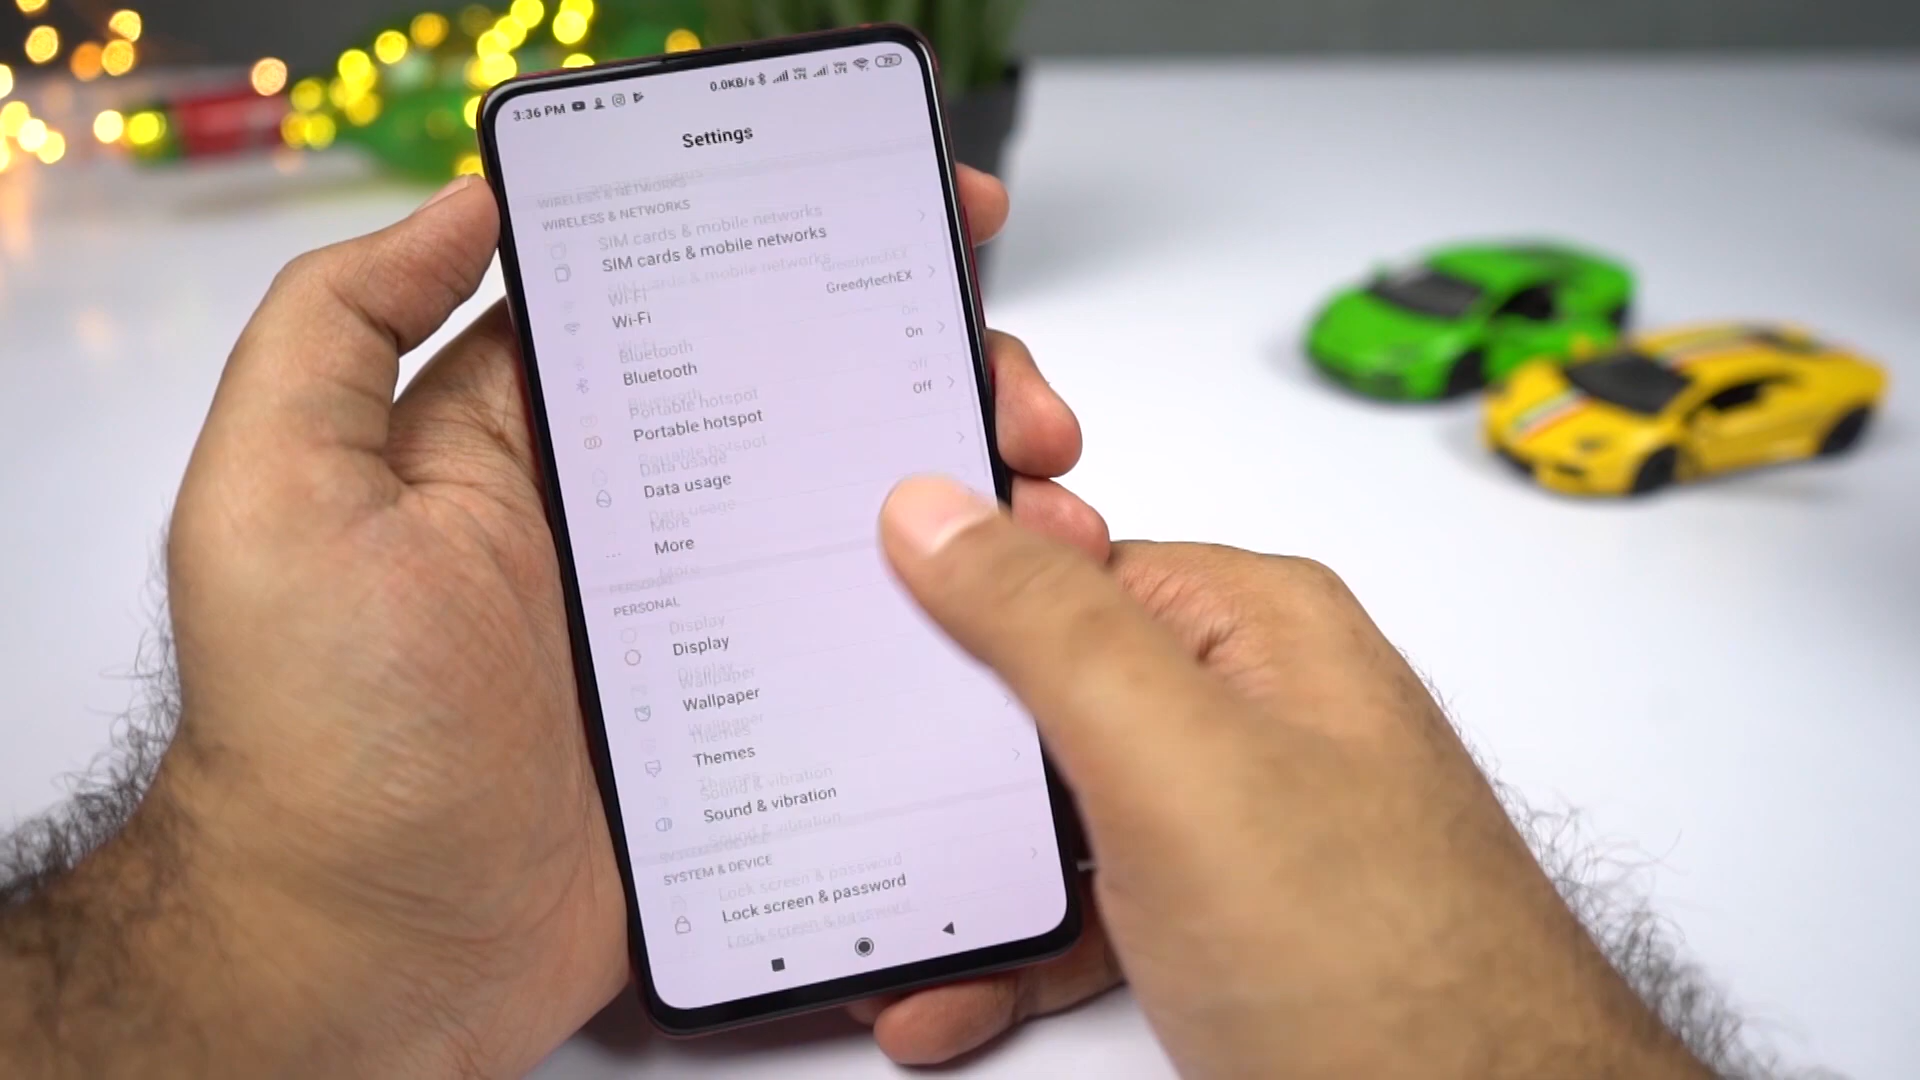 3:36 PM
0.0KB/s
72
Settings
WIRELESS & NETWORKS
SIM cards & mobile networks
Wi-Fi
GreedytechEX
Bluetooth
On
Portable hotspot
Off
Data usage
More
PERSONAL
Display
Wallpaper
Themes
Sound & vibration
SYSTEM & DEVICE
Lock screen & password